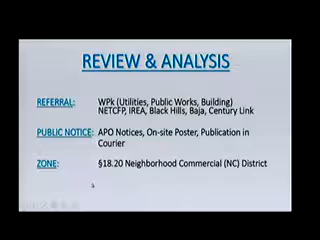 REVIEW & ANALYSIS
REFERRAL: WPk (Utilities, Public Works, Building)
NETCFP, IREA, Black Hills, Baja, Century Link
PUBLIC NOTICE: APO Notices, On-site Poster, Publication in
Courier
ZONE: §18.20 Neighborhood Commercial (NC) District